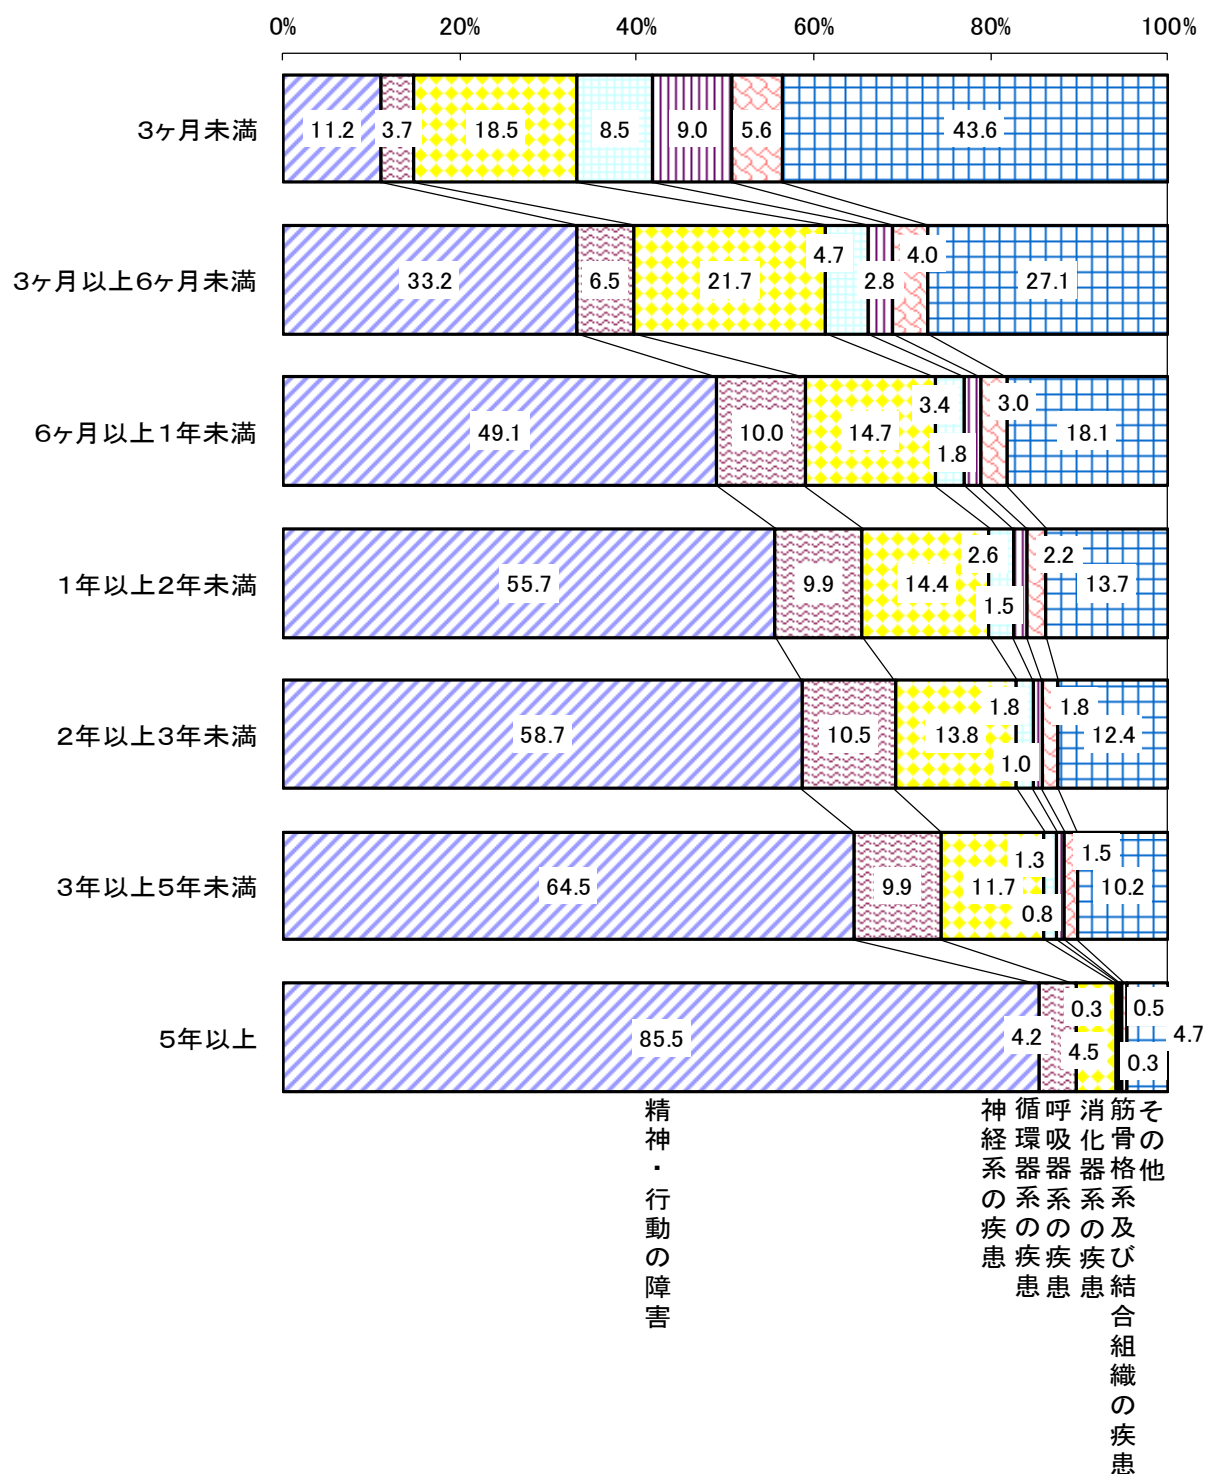 0% 20% 40% 60% 80% 100%
3ヶ月未満 11.2 3.7 18.5 8.5 9.0 5.6 43.6
3ヶ月以上6ヶ月未満 33.2 6.5 21.7 4.7 2.8 4.0 27.1
6ヶ月以上1年未満 49.1 10.0 14.7 3.4 1.8 3.0 18.1
1年以上2年未満 55.7 9.9 14.4 2.6 1.5 2.2 13.7
2年以上3年未満 58.7 10.5 13.8 1.8 1.0 1.8 12.4
3年以上5年未満 64.5 9.9 11.7 1.3 0.8 1.5 10.2
5年以上 85.5 4.2 4.5 0.3 0.3 0.5 4.7
精神・行動の障害
神経系の疾患
循環器系の疾患
呼吸器系の疾患
消化器系の疾患
筋骨格系及び結合組織の疾患
その他